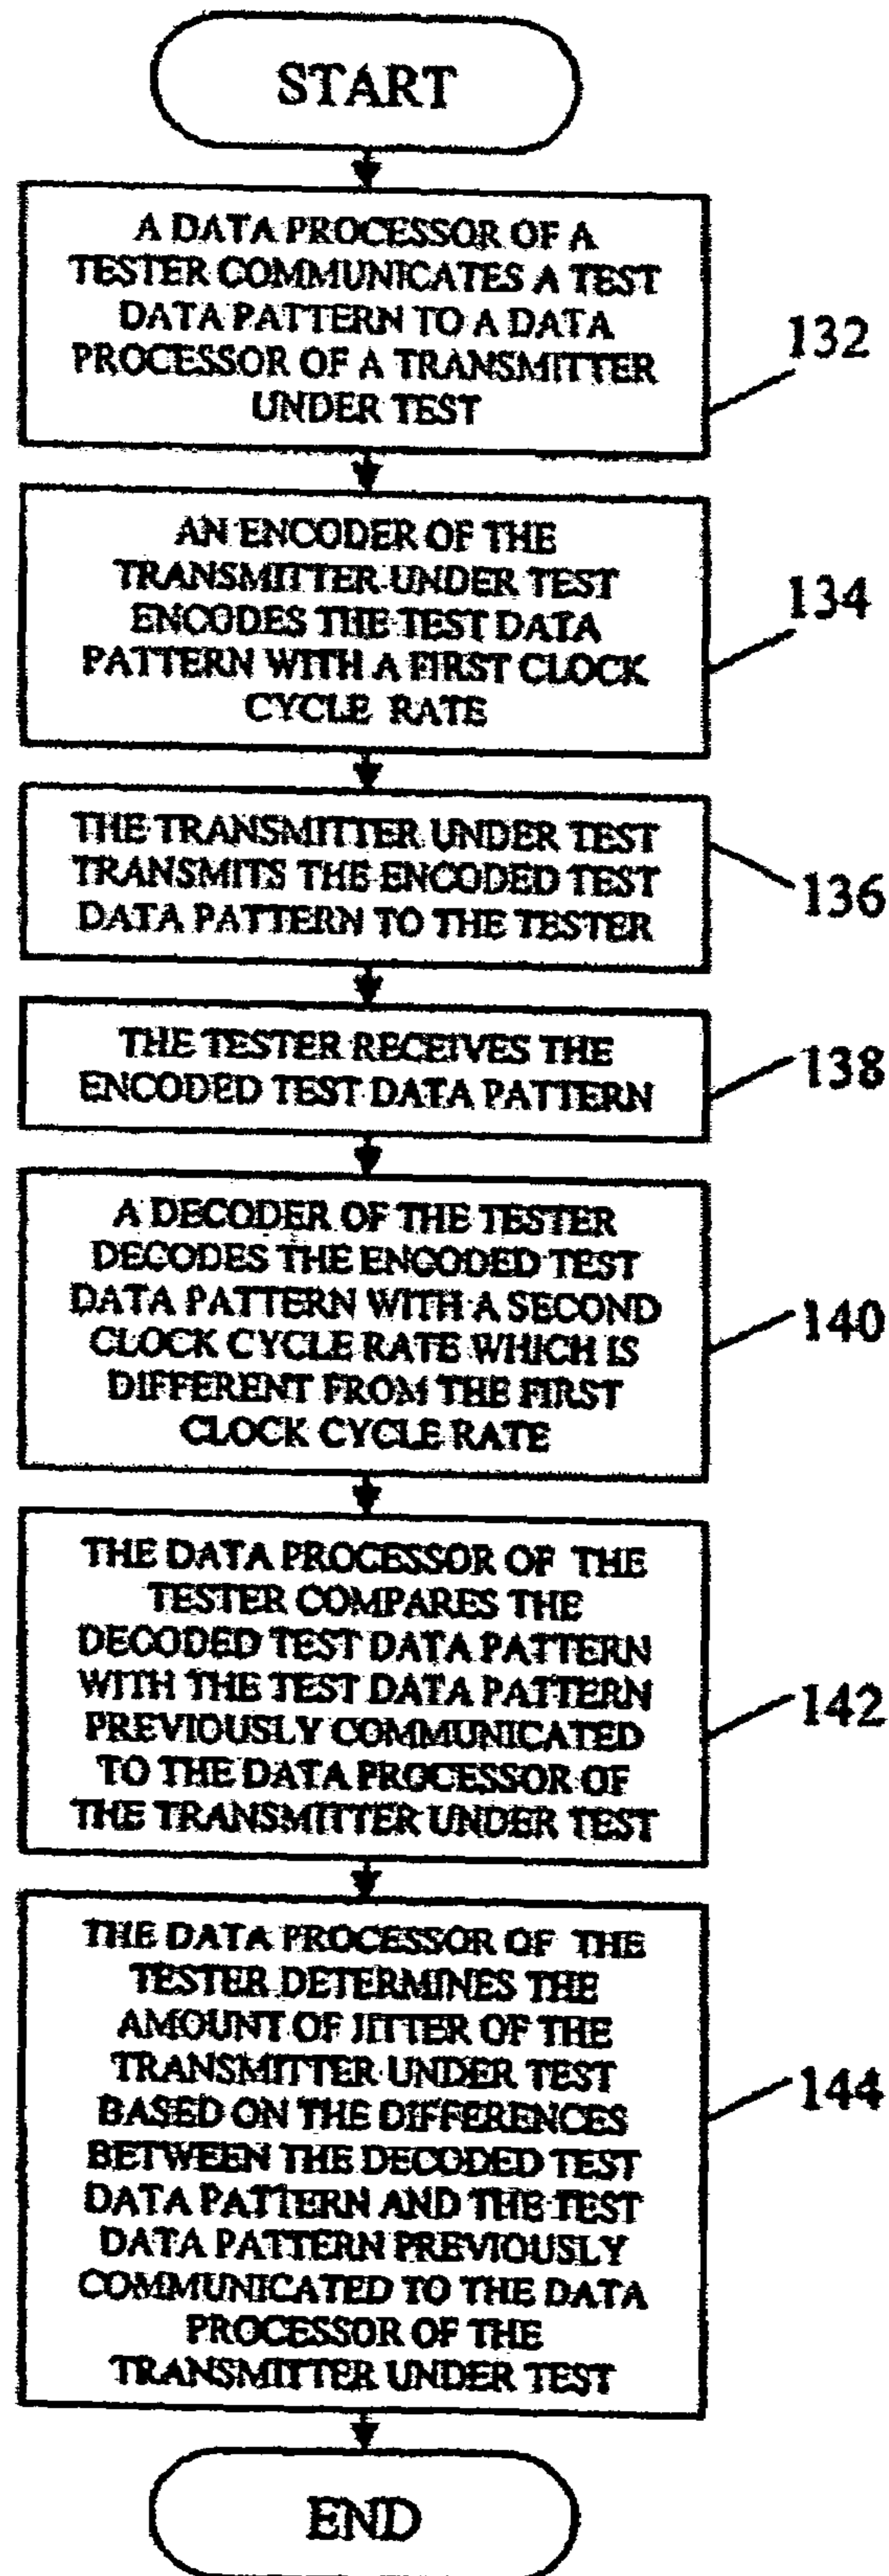 START
A DATA PROCESSOR OF A
TESTER COMMUNICATES A TEST
DATA PATTERN TO A DATA
PROCESSOR OF A TRANSMITTER
UNDER TEST
132
AN ENCODER OF THE
TRANSMITTER UNDER TEST
ENCODES THE TEST DATA
PATTERN WITH A FIRST CLOCK
CYCLE RATE
134
THE TRANSMITTER UNDER TEST
TRANSMITS THE ENCODED TEST
DATA PATTERN TO THE TESTER
136
THE TESTER RECEIVES THE
ENCODED TEST DATA PATTERN
138
A DECODER OF THE TESTER
DECODES THE ENCODED TEST
DATA PATTERN WITH A SECOND
CLOCK CYCLE RATE WHICH IS
DIFFERENT FROM THE FIRST
CLOCK CYCLE RATE
140
THE DATA PROCESSOR OF THE
TESTER COMPARES THE
DECODED TEST DATA PATTERN
WITH THE TEST DATA PATTERN
PREVIOUSLY COMMUNICATED
TO THE DATA PROCESSOR OF
THE TRANSMITTER UNDER TEST
142
THE DATA PROCESSOR OF THE
TESTER DETERMINES THE
AMOUNT OF JITTER OF THE
TRANSMITTER UNDER TEST
BASED ON THE DIFFERENCES
BETWEEN THE DECODED TEST
DATA PATTERN AND THE TEST
DATA PATTERN PREVIOUSLY
COMMUNICATED TO THE DATA
PROCESSOR OF THE
TRANSMITTER UNDER TEST
144
END